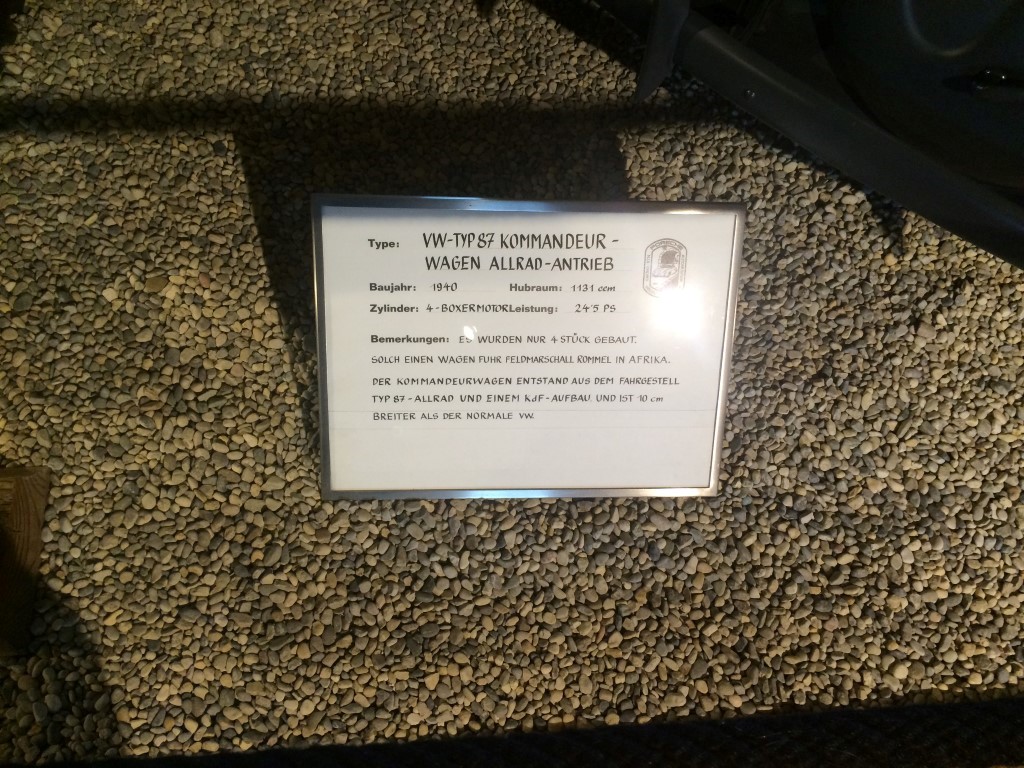 Type: VW-TYP 87 KOMMANDEUR-
WAGEN ALLRAD-ANTRIEB
Baujahr: 1940 Hubraum: 1131 ccm
Zylinder: 4-BOXERMOTOR Leistung: 24'5 PS
Bemerkungen: ES WURDEN NUR 4 STÜCK GEBAUT.
SOLCH EINEN WAGEN FUHR FELDMARSCHALL ROMMEL IN AFRIKA.
DER KOMMANDEURWAGEN ENTSTAND AUS DEM FAHRGESTELL
TYP 87-ALLRAD UND EINEM KdF-AUFBAU UND IST 10 cm
BREITER ALS DER NORMALE VW.